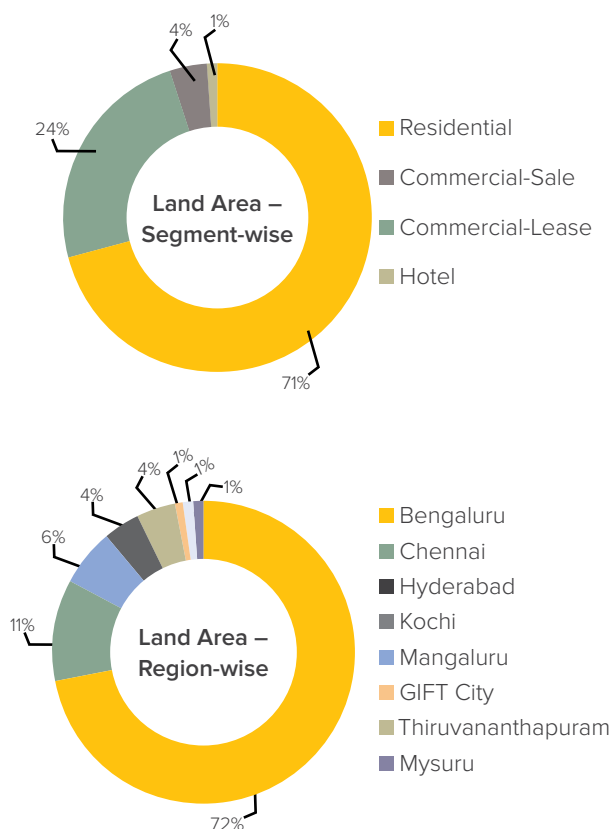 4%
1%
24%
Land Area –
Segment-wise
71%
Residential
Commercial-Sale
Commercial-Lease
Hotel
1%
1%
4%
1%
4%
6%
11%
Land Area –
Region-wise
72%
Bengaluru
Chennai
Hyderabad
Kochi
Mangaluru
GIFT City
Thiruvananthapuram
Mysuru